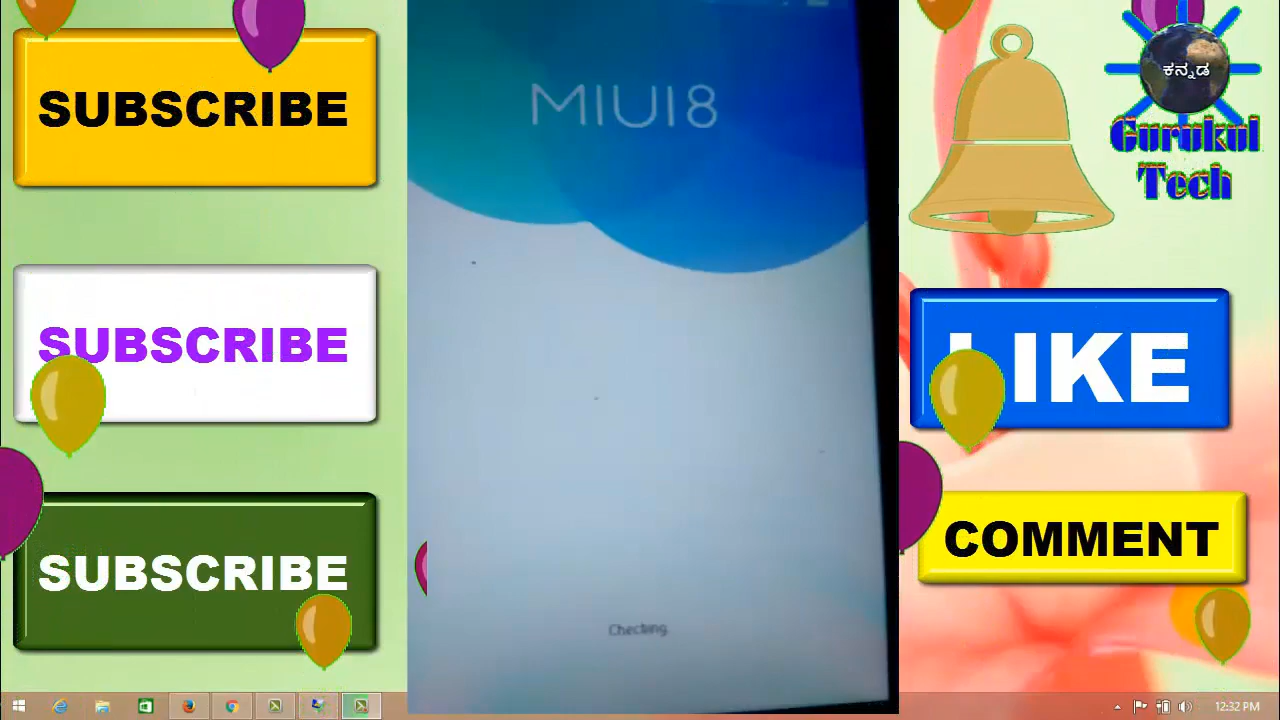 SUBSCRIBE
SUBSCRIBE
SUBSCRIBE
MIUI8
Checking
ಕನ್ನಡ
Gurukul
Tech
LIKE
COMMENT
12:32 PM